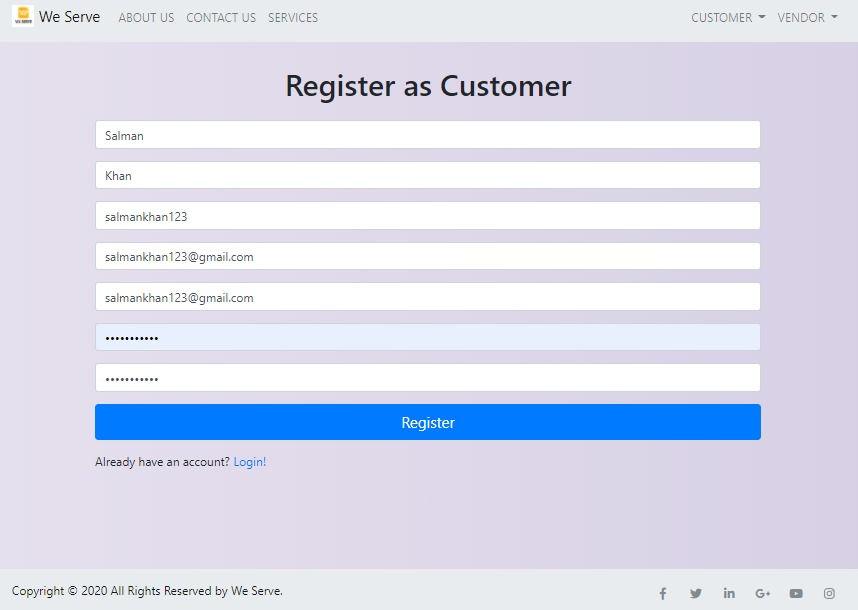 We Serve ABOUT US CONTACT US SERVICES CUSTOMER VENDOR
Register as Customer
Salman
Khan
salmankhan123
salmankhan123@gmail.com
salmankhan123@gmail.com
•••••••••••
•••••••••••
Register
Already have an account? Login!
Copyright © 2020 All Rights Reserved by We Serve.